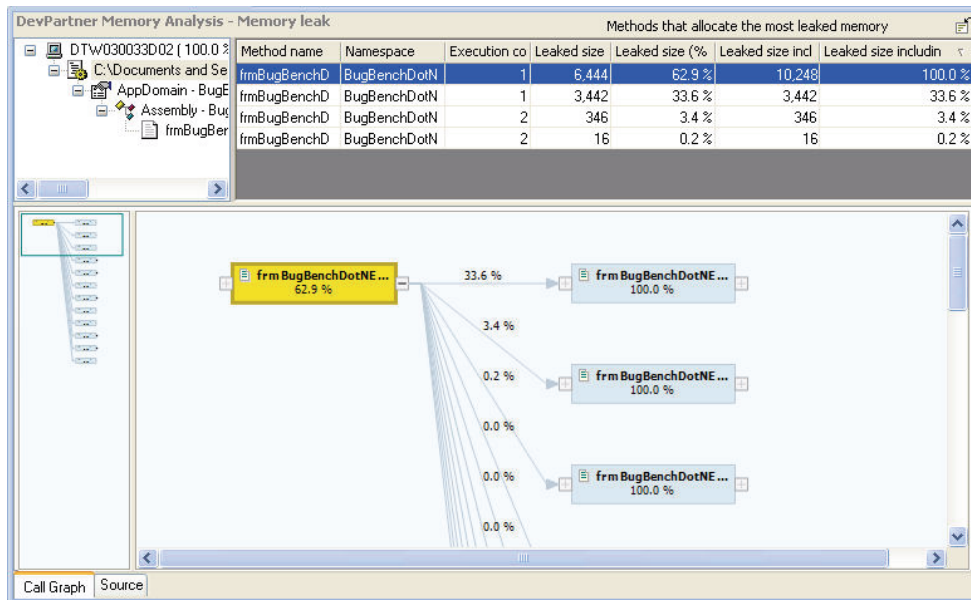 DevPartner Memory Analysis - Memory leak
Methods that allocate the most leaked memory
DTW030033D02 ( 100.0 %
C:\Documents and Se
AppDomain - BugB
Assembly - Bug
frmBugBer
Method name Namespace Execution co Leaked size Leaked size (% Leaked size incl Leaked size includin
frmBugBenchD BugBenchDotN 1 6,444 62.9 % 10,248 100.0 %
frmBugBenchD BugBenchDotN 1 3,442 33.6 % 3,442 33.6 %
frmBugBenchD BugBenchDotN 2 346 3.4 % 346 3.4 %
frmBugBenchD BugBenchDotN 2 16 0.2 % 16 0.2 %
frmBugBenchDotNE...
62.9 %
33.6 %
frmBugBenchDotNE...
100.0 %
3.4 %
0.2 %
frmBugBenchDotNE...
100.0 %
0.0 %
0.0 %
frmBugBenchDotNE...
100.0 %
0.0 %
Call Graph Source